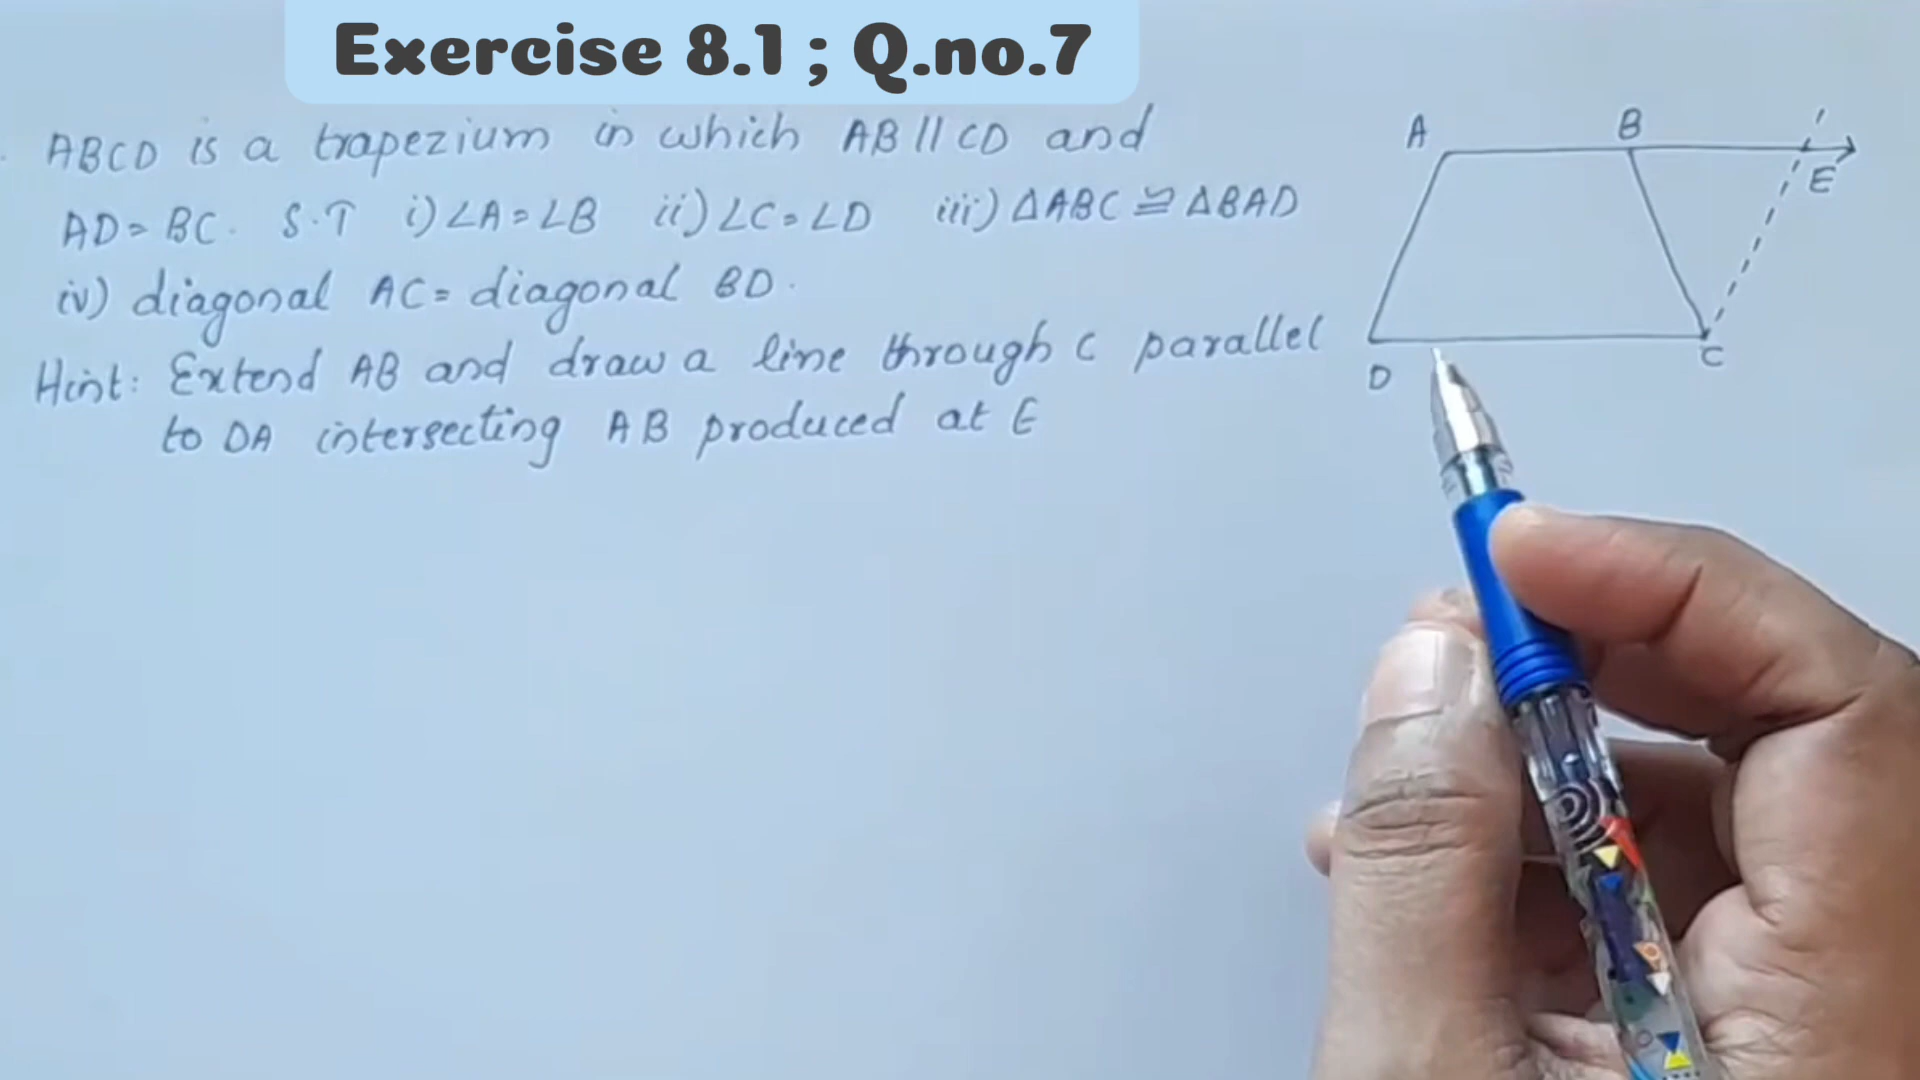 Exercise 8.1 ; Q.no.7
ABCD is a trapezium in which AB || CD and
AD = BC. S.T i) ∠A = ∠B ii) ∠C = ∠D iii) ΔABC ≅ ΔBAD
iv) diagonal AC = diagonal BD.
Hint: Extend AB and draw a line through C parallel
to DA intersecting AB produced at E
A
B
E
D
C